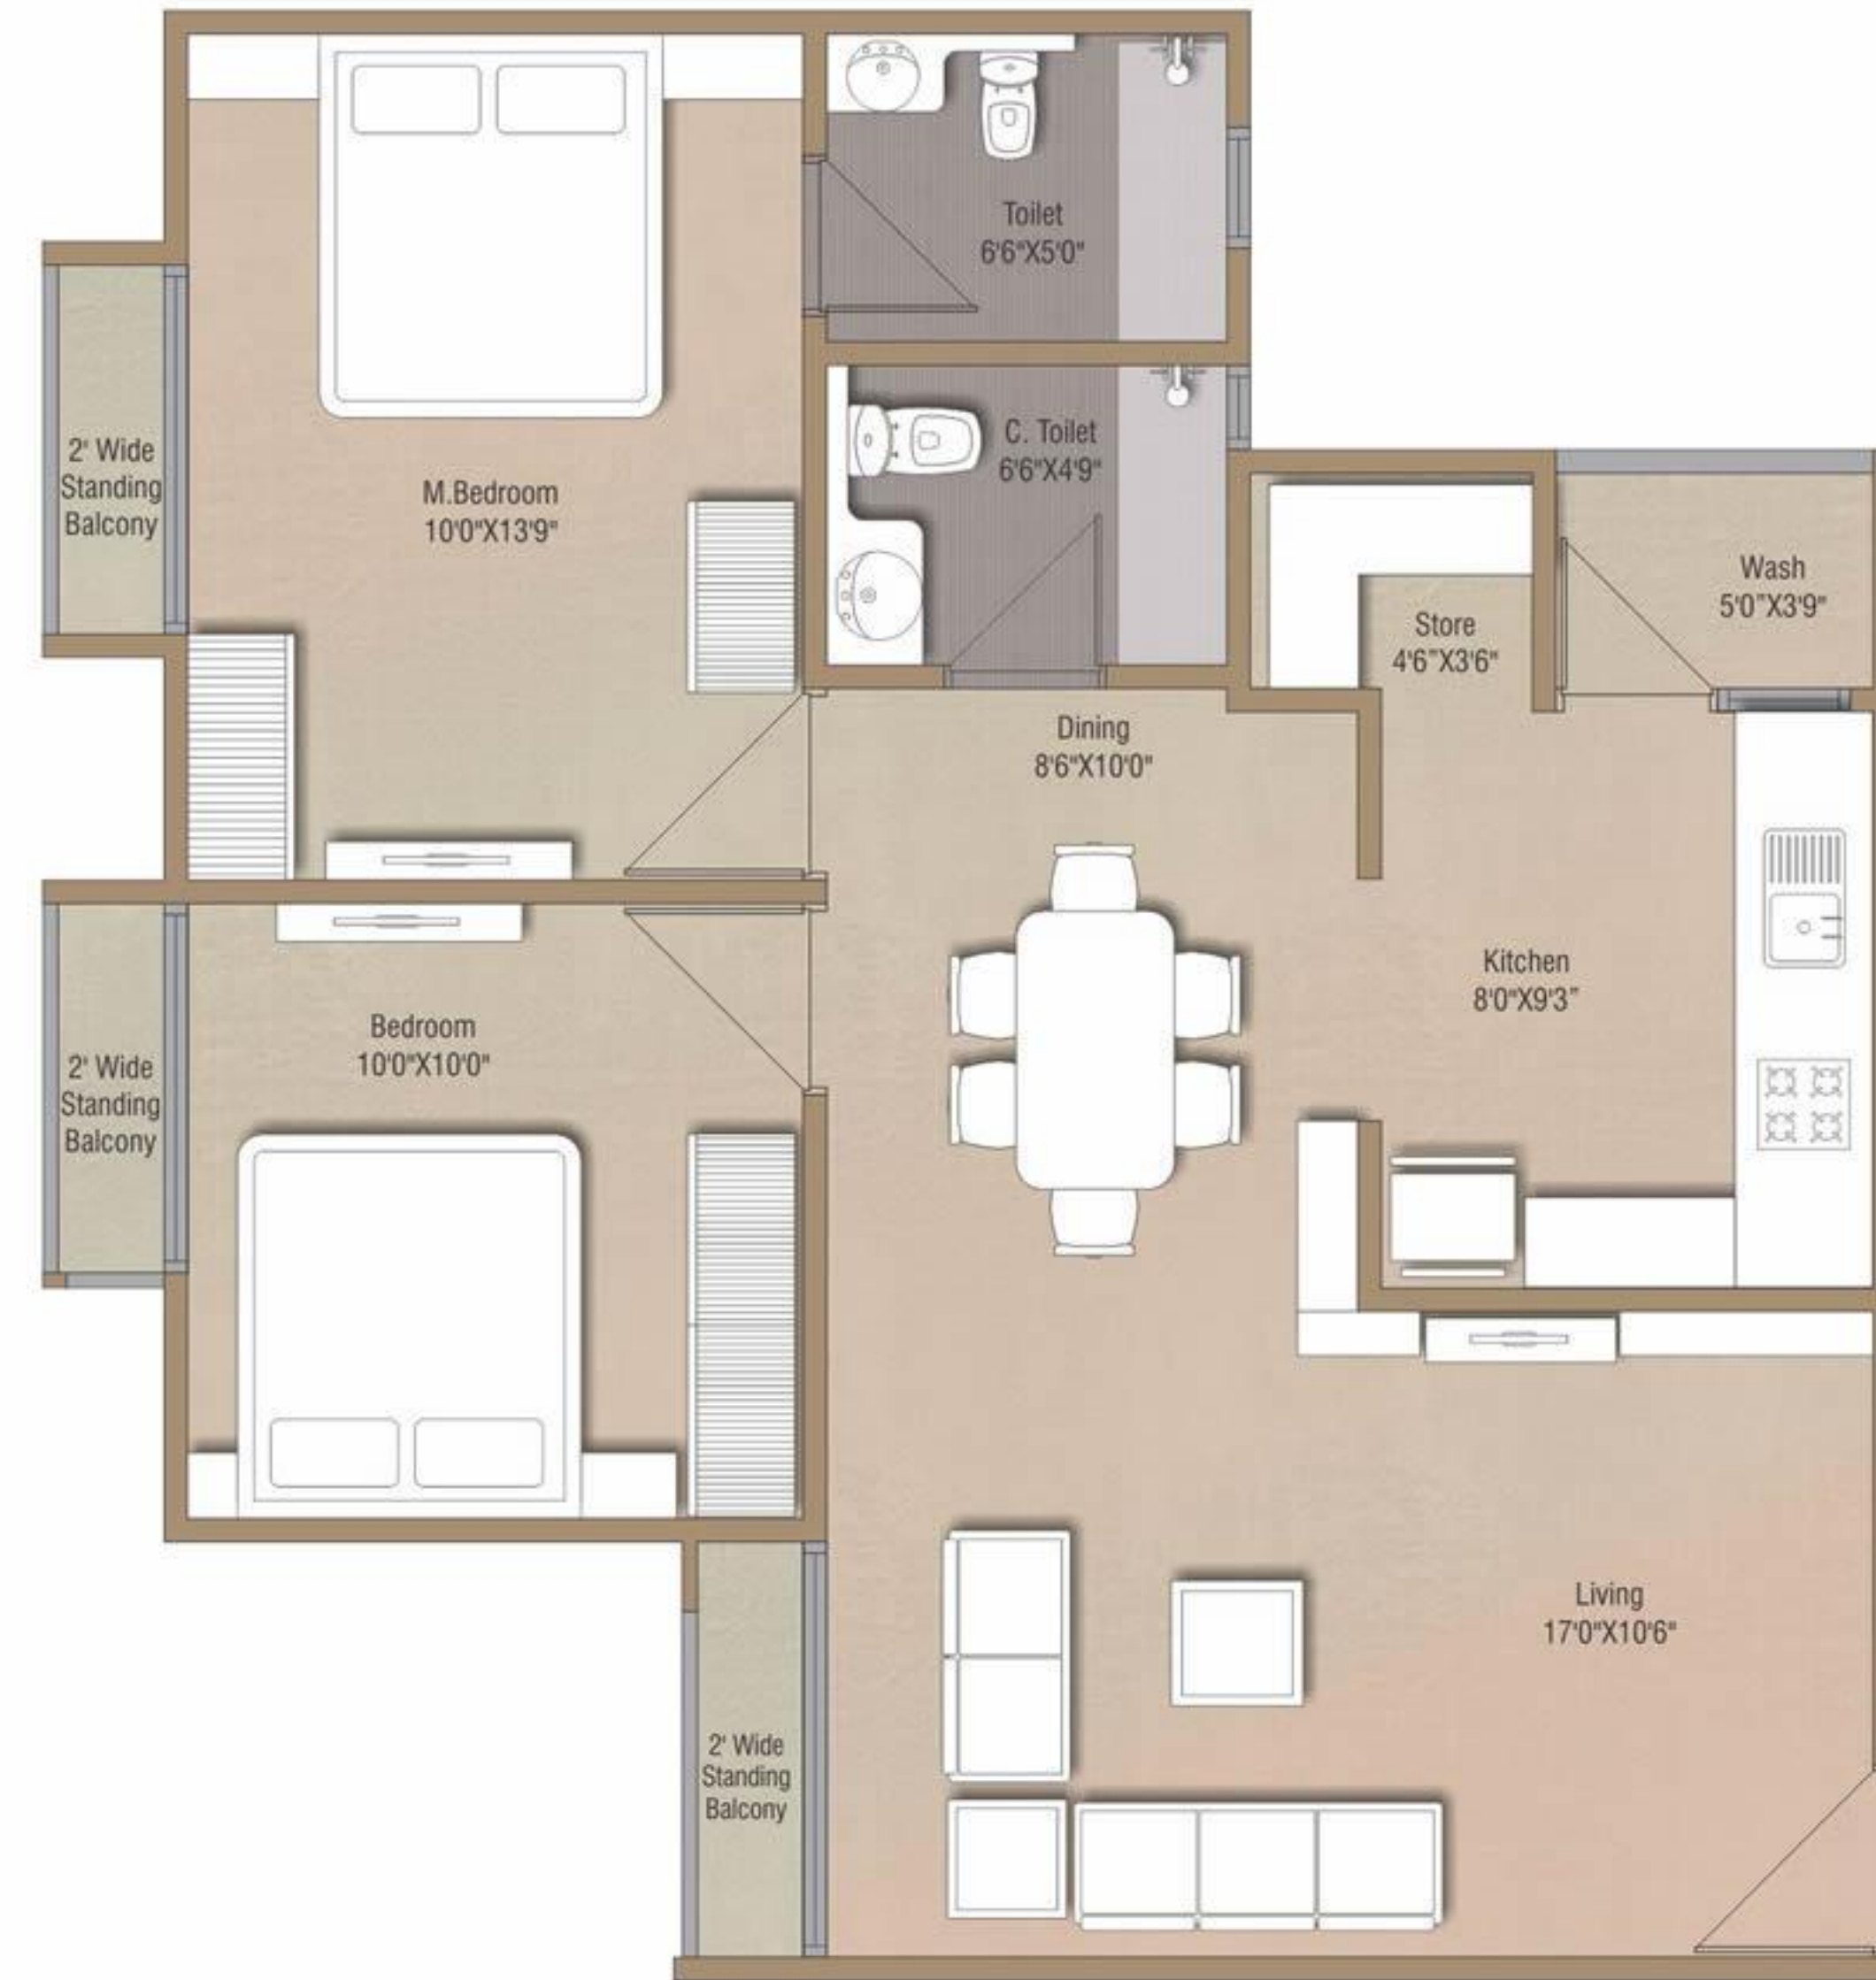 Toilet
6'6"X5'0"
C. Toilet
6'6"X4'9"
2' Wide
Standing
Balcony
M.Bedroom
10'0"X13'9"
Wash
5'0"X3'9"
Store
4'6"X3'6"
Dining
8'6"X10'0"
Kitchen
8'0"X9'3"
Bedroom
10'0"X10'0"
2' Wide
Standing
Balcony
Living
17'0"X10'6"
2' Wide
Standing
Balcony